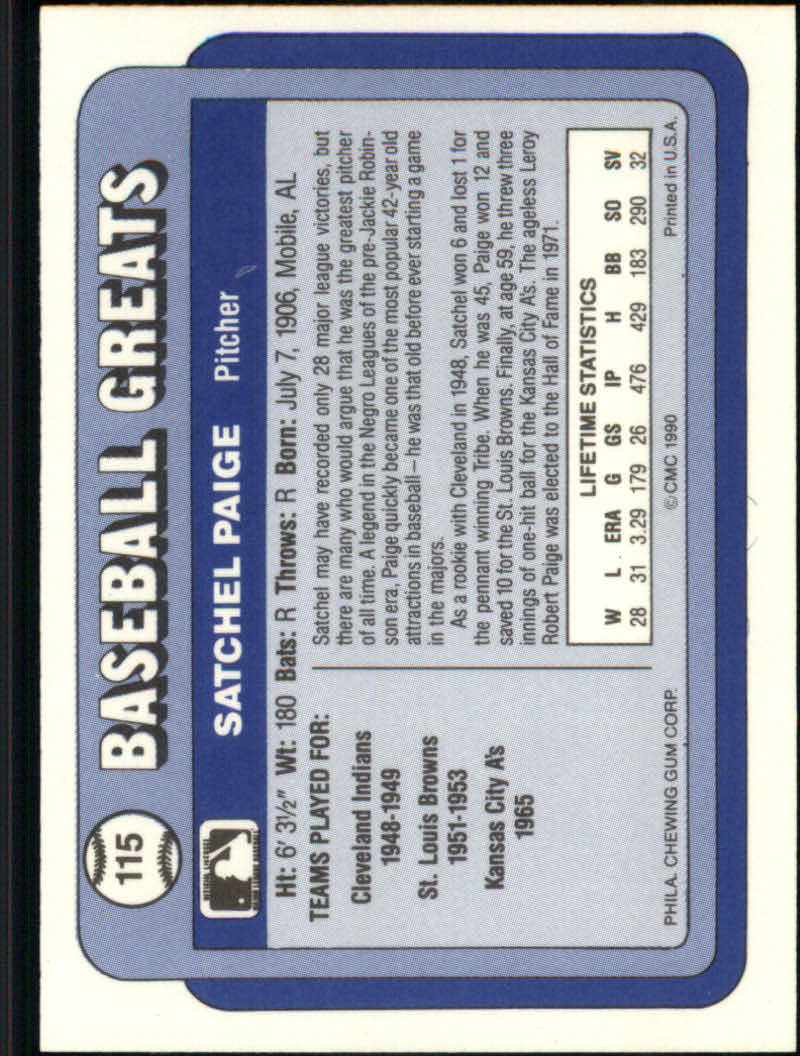 115
BASEBALL GREATS
SATCHEL PAIGE Pitcher
Ht: 6' 3½" Wt: 180 Bats: R Throws: R Born: July 7, 1906, Mobile, AL
TEAMS PLAYED FOR:
Cleveland Indians
1948-1949
St. Louis Browns
1951-1953
Kansas City A's
1965
Satchel may have recorded only 28 major league victories, but
there are many who would argue that he was the greatest pitcher
of all time. A legend in the Negro Leagues of the pre-Jackie Robin-
son era, Paige quickly became one of the most popular 42-year old
attractions in baseball – he was that old before ever starting a game
in the majors.
As a rookie with Cleveland in 1948, Satchel won 6 and lost 1 for
the pennant winning Tribe. When he was 45, Paige won 12 and
saved 10 for the St. Louis Browns. Finally, at age 59, he threw three
innings of one-hit ball for the Kansas City A's. The ageless Leroy
Robert Paige was elected to the Hall of Fame in 1971.
LIFETIME STATISTICS
W L ERA G GS IP H BB SO SV
28 31 3.29 179 26 476 429 183 290 32
PHILA. CHEWING GUM CORP. ©CMC 1990 Printed in U.S.A.